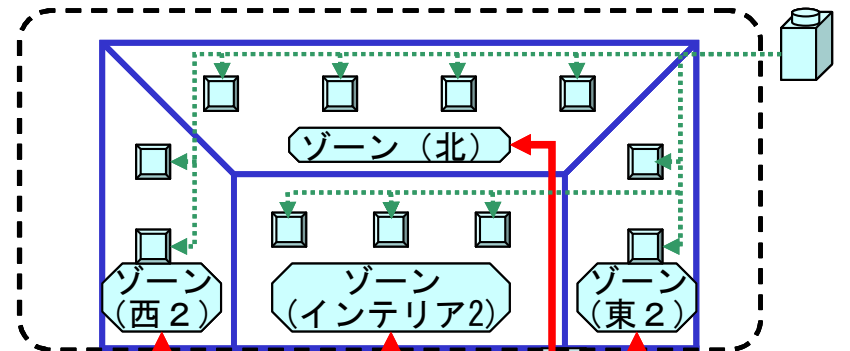 ゾーン（北）
ゾーン
(西２)
ゾーン
(インテリア2)
ゾーン
(東２)